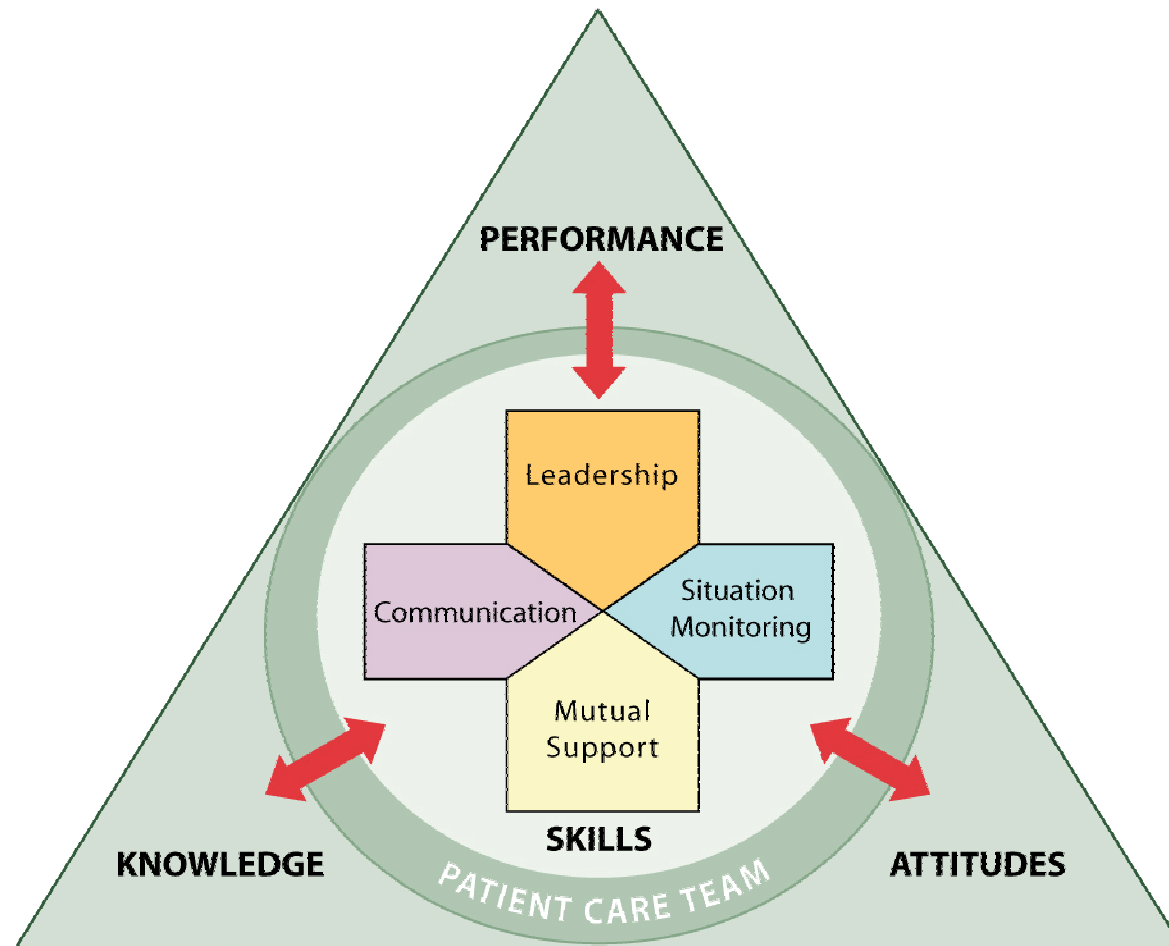 PERFORMANCE
Leadership
Communication
Situation
Monitoring
Mutual
Support
SKILLS
KNOWLEDGE
ATTITUDES
PATIENT CARE TEAM